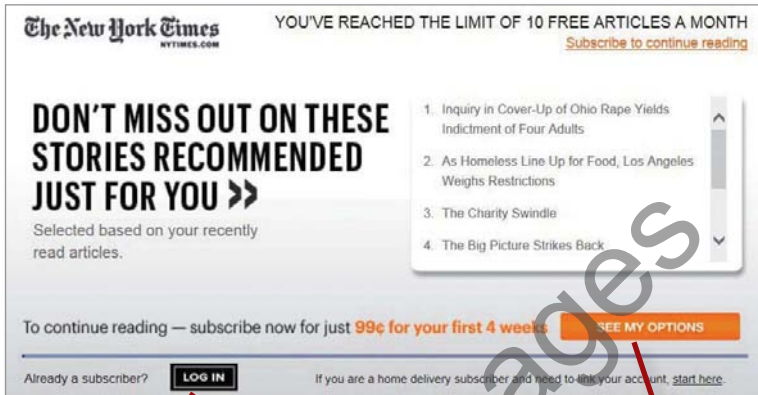 The New York Times
NYTIMES.COM
YOU'VE REACHED THE LIMIT OF 10 FREE ARTICLES A MONTH
Subscribe to continue reading
DON'T MISS OUT ON THESE
STORIES RECOMMENDED
JUST FOR YOU >>
Selected based on your recently
read articles.
1. Inquiry in Cover-Up of Ohio Rape Yields
Indictment of Four Adults
2. As Homeless Line Up for Food, Los Angeles
Weighs Restrictions
3. The Charity Swindle
4. The Big Picture Strikes Back
To continue reading — subscribe now for just 99¢ for your first 4 weeks
SEE MY OPTIONS
Already a subscriber?
LOG IN
If you are a home delivery subscriber and need to link your account, start here.